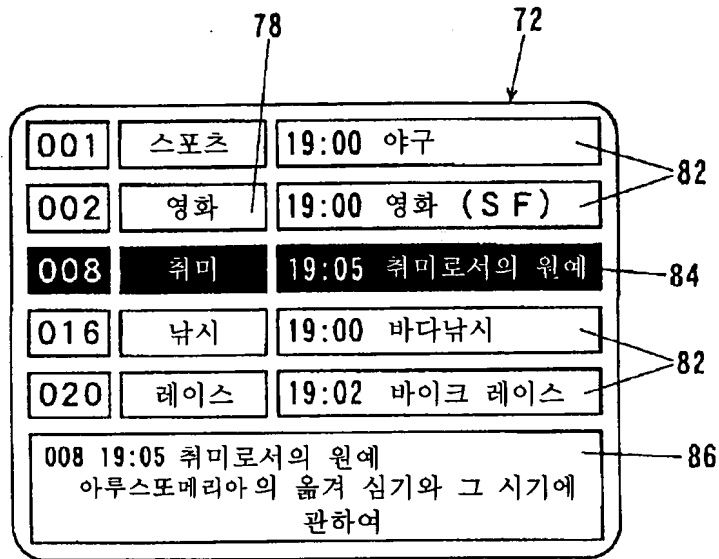 78
72
001 스포츠 19:00 야구
82
002 영화 19:00 영화 (SF)
008 취미 19:05 취미로서의 원예
84
016 낚시 19:00 바다낚시
82
020 레이스 19:02 바이크 레이스
008 19:05 취미로서의 원예
86
아루스또메리아의 옮겨 심기와 그 시기에
관하여